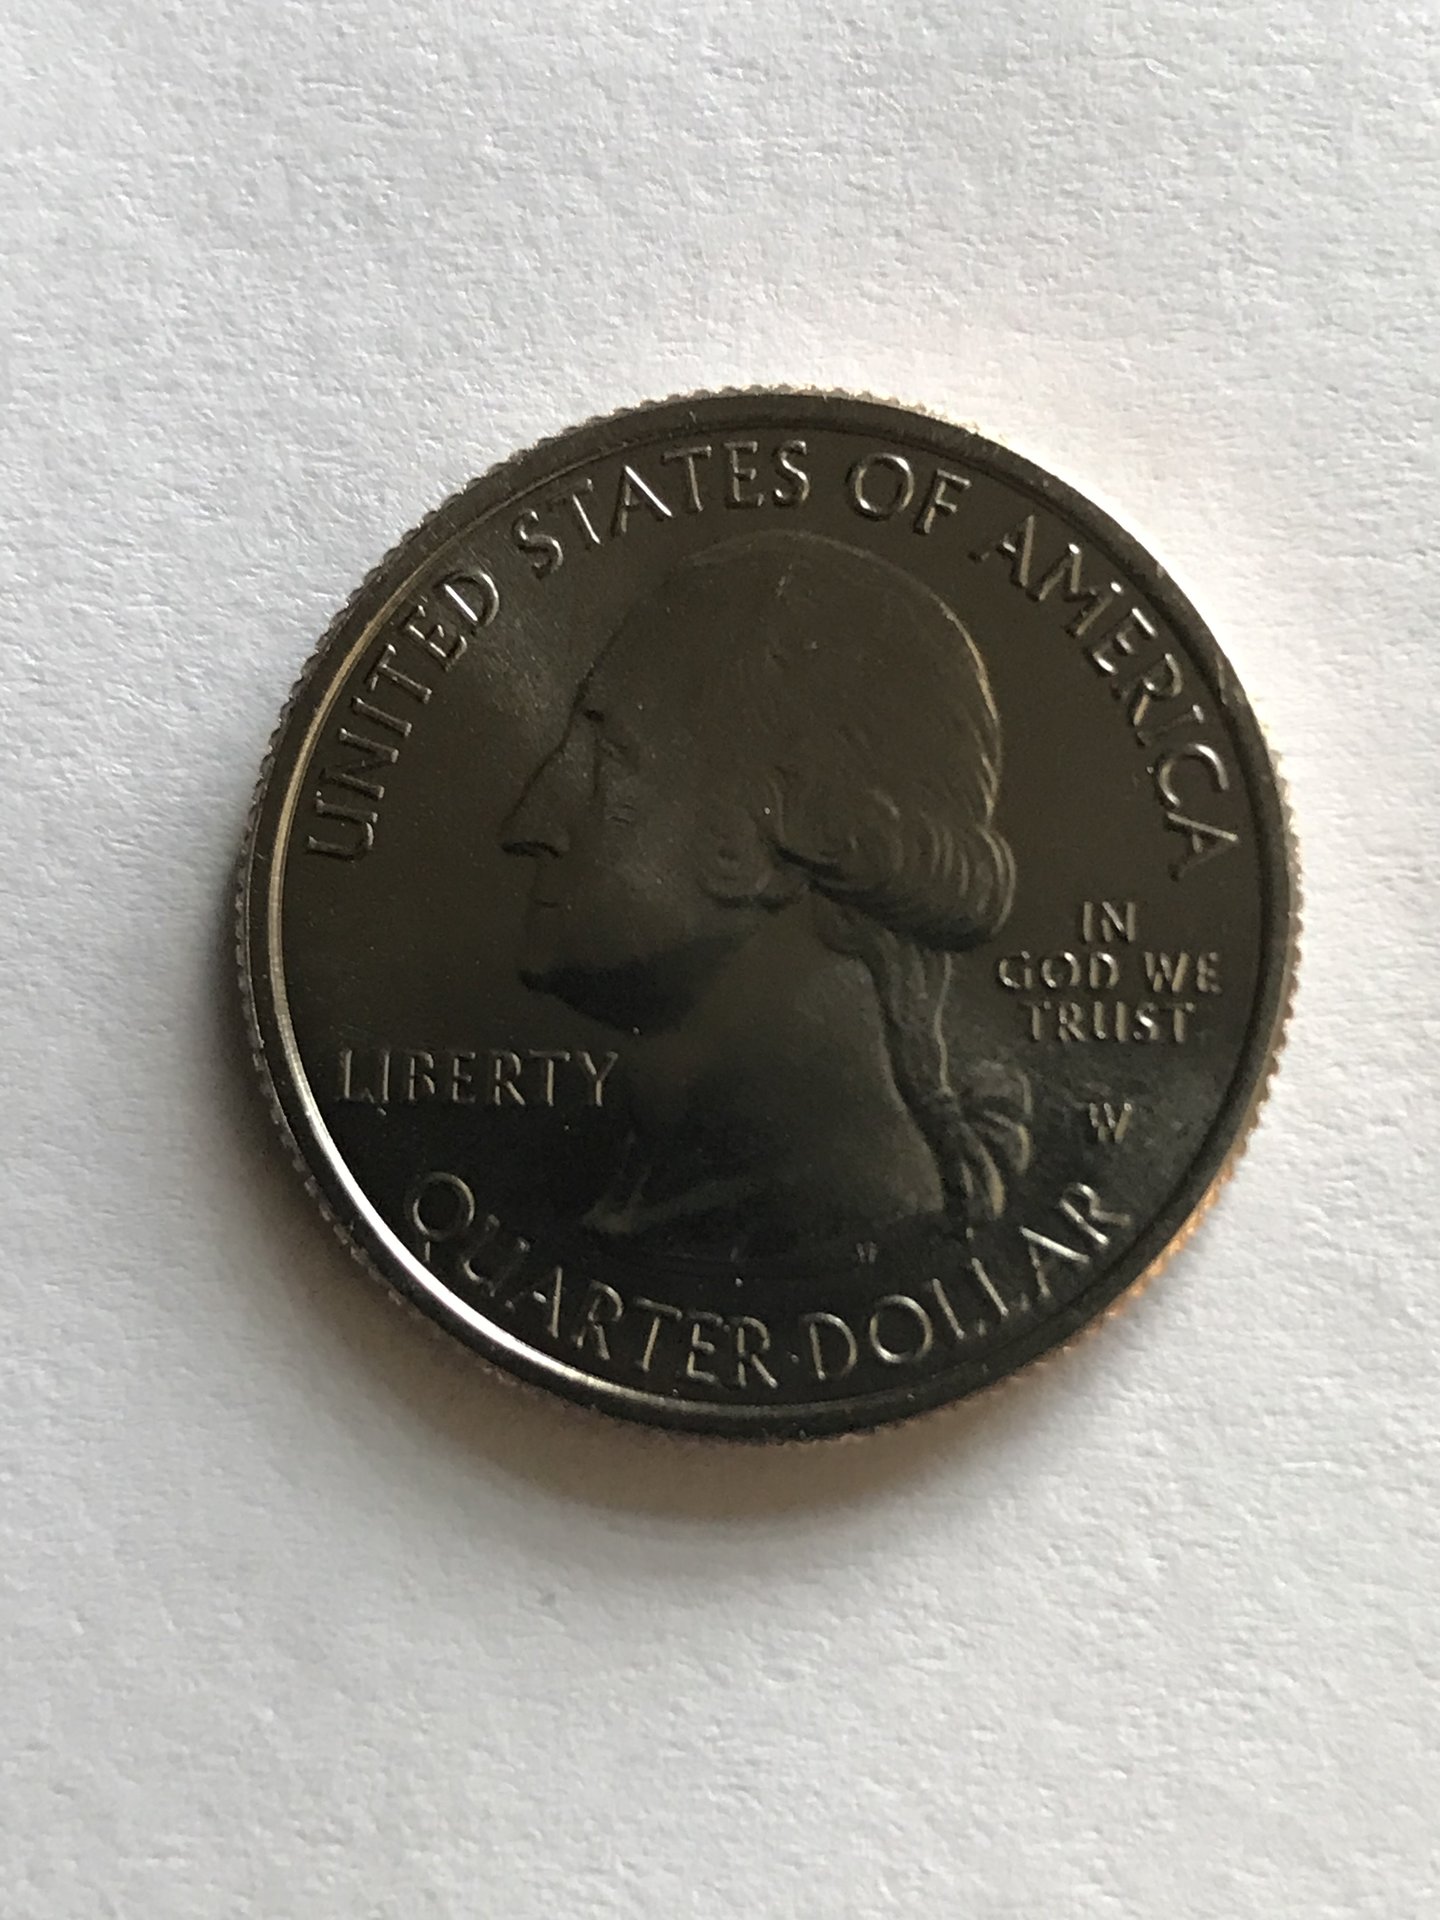 UNITED STATES OF AMERICA
IN
GOD WE
TRUST
LIBERTY
W
QUARTER DOLLAR